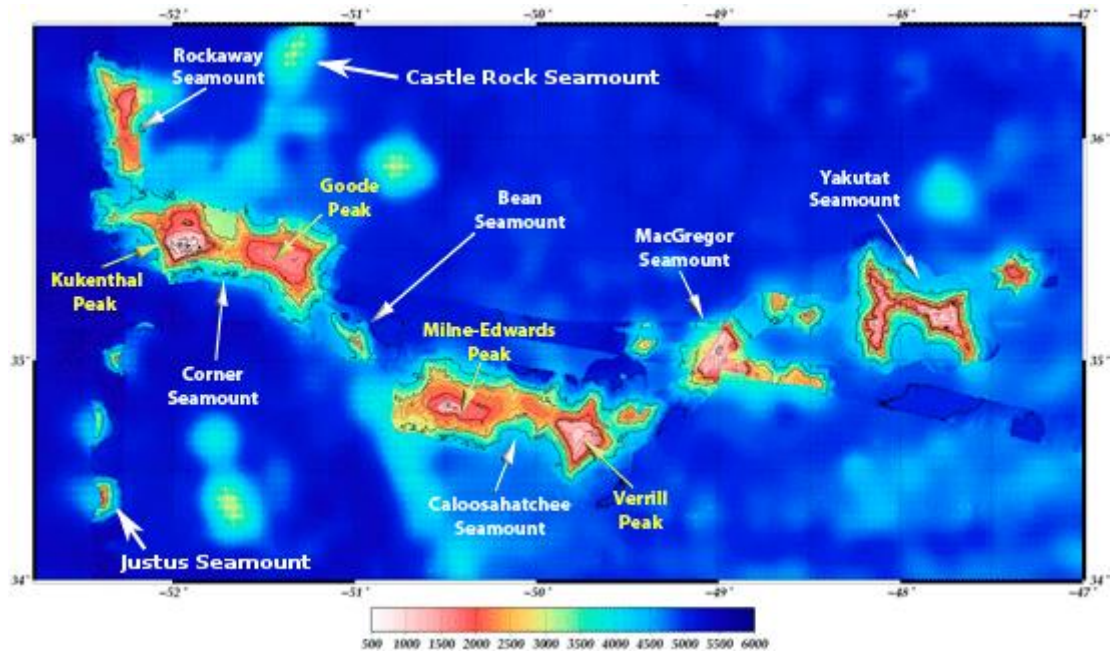 −52°
−51°
−50°
−49°
−48°
−47°
Rockaway
Seamount
Castle Rock Seamount
36°
36°
Goode
Peak
Bean
Seamount
Yakutat
Seamount
MacGregor
Seamount
Kukenthal
Peak
Milne-Edwards
Peak
35°
35°
Corner
Seamount
Caloosahatchee
Seamount
Verrill
Peak
Justus Seamount
34°
34°
−52°
−51°
−50°
−49°
−48°
−47°
500 1000 1500 2000 2500 3000 3500 4000 4500 5000 5500 6000